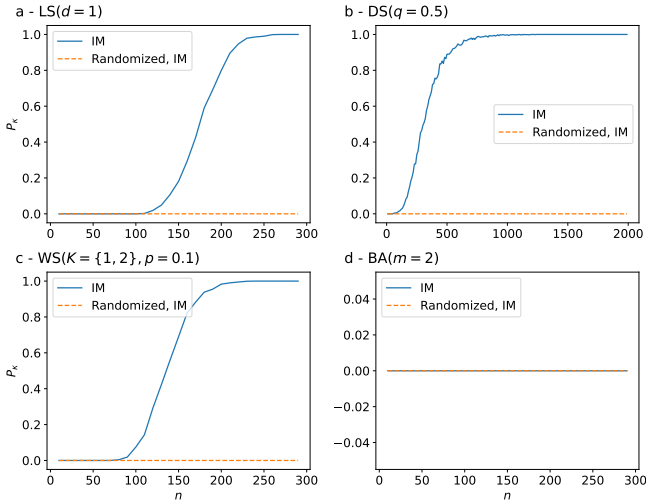 a - LS(d = 1)
1.0
0.8
0.6
0.4
0.2
0.0
P_κ
IM
Randomized, IM
0 50 100 150 200 250 300
b - DS(q = 0.5)
1.0
0.8
0.6
0.4
0.2
0.0
IM
Randomized, IM
0 500 1000 1500 2000
c - WS(K = {1, 2}, p = 0.1)
1.0
0.8
0.6
0.4
0.2
0.0
P_κ
IM
Randomized, IM
0 50 100 150 200 250 300
n
d - BA(m = 2)
0.04
0.02
0.00
−0.02
−0.04
IM
Randomized, IM
0 50 100 150 200 250 300
n